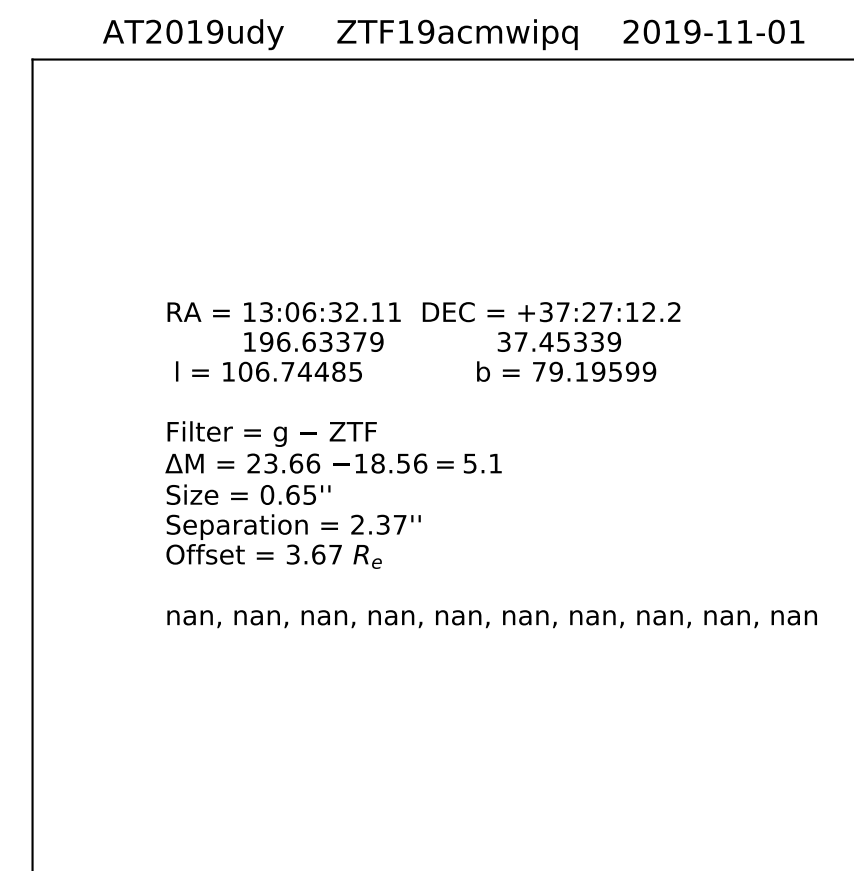 AT2019udy ZTF19acmwipq 2019-11-01
RA = 13:06:32.11 DEC = +37:27:12.2
196.63379 37.45339
l = 106.74485 b = 79.19599
Filter = g − ZTF
ΔM = 23.66 −18.56 = 5.1
Size = 0.65''
Separation = 2.37''
Offset = 3.67 Rₑ
nan, nan, nan, nan, nan, nan, nan, nan, nan, nan